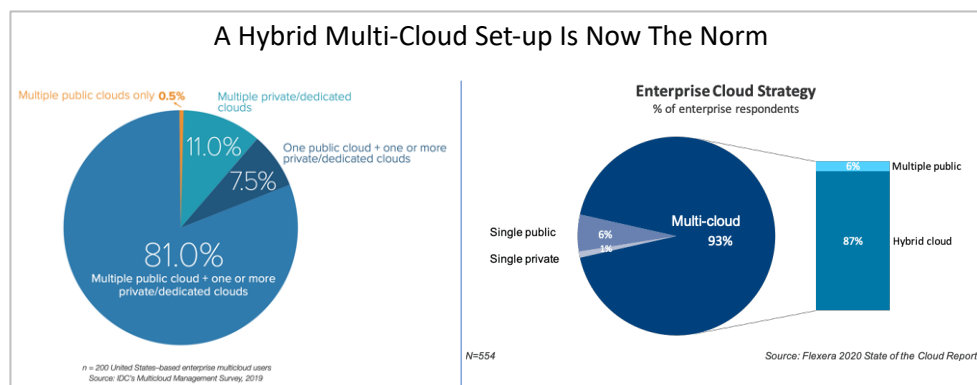 A Hybrid Multi-Cloud Set-up Is Now The Norm
Multiple public clouds only 0.5%
Multiple private/dedicated
clouds
11.0%
One public cloud + one or more
private/dedicated clouds
7.5%
81.0%
Multiple public cloud + one or more
private/dedicated clouds
n = 200 United States–based enterprise multicloud users
Source: IDC's Multicloud Management Survey, 2019
Enterprise Cloud Strategy
% of enterprise respondents
Single public
6%
Single private
1%
Multi-cloud
93%
6%
Multiple public
87%
Hybrid cloud
N=554
Source: Flexera 2020 State of the Cloud Report